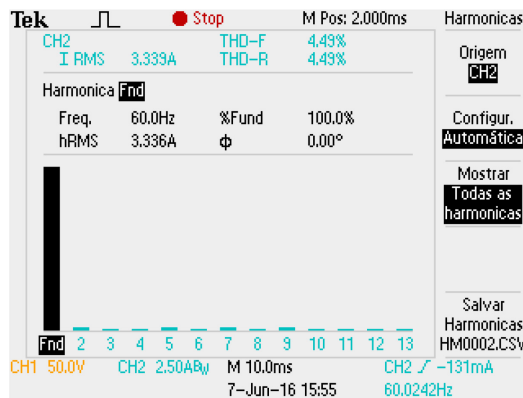 Tek Stop M Pos: 2.000ms Harmonicas
CH2 THD-F 4.49%
I RMS 3.339A THD-R 4.49%
Origem
CH2
Harmonica Fnd
Freq. 60.0Hz %Fund 100.0%
hRMS 3.336A ϕ 0.00°
Configur.
Automática
Mostrar
Todas as
harmonicas
Salvar
Harmonicas
HM0002.CSV
Fnd 2 3 4 5 6 7 8 9 10 11 12 13
CH1 50.0V CH2 2.50ABw M 10.0ms CH2 -131mA
7-Jun-16 15:55 60.0242Hz